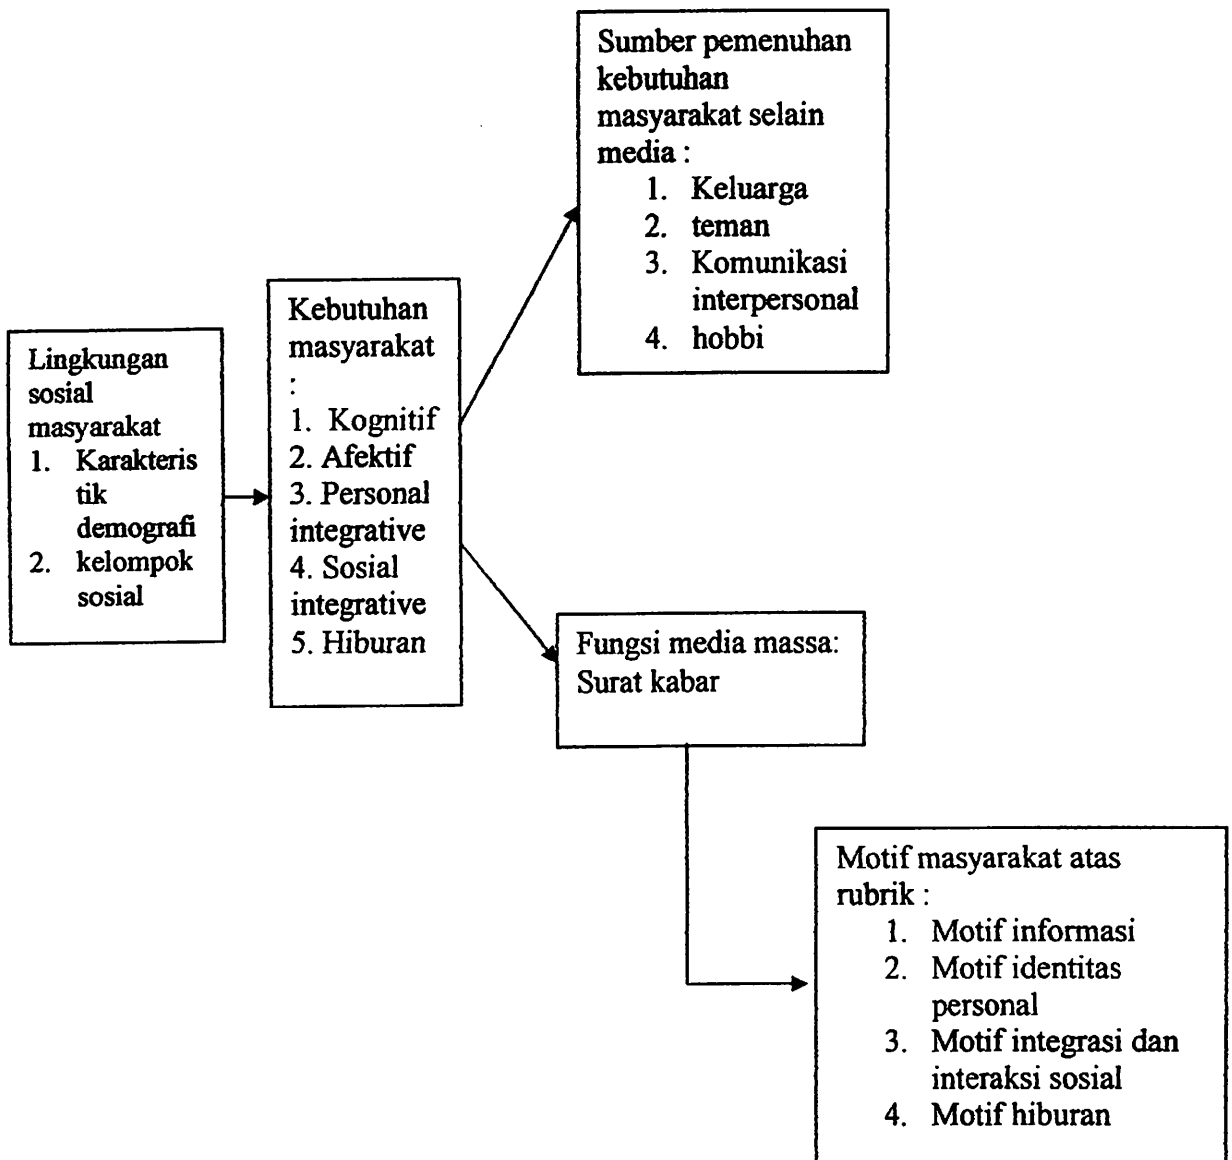 Sumber pemenuhan
kebutuhan
masyarakat selain
media :
1. Keluarga
2. teman
3. Komunikasi
interpersonal
4. hobbi
Kebutuhan
masyarakat
:
1. Kognitif
2. Afektif
3. Personal
integrative
4. Sosial
integrative
5. Hiburan
Lingkungan
sosial
masyarakat
1. Karakteris
tik
demografi
2. kelompok
sosial
Fungsi media massa:
Surat kabar
Motif masyarakat atas
rubrik :
1. Motif informasi
2. Motif identitas
personal
3. Motif integrasi dan
interaksi sosial
4. Motif hiburan